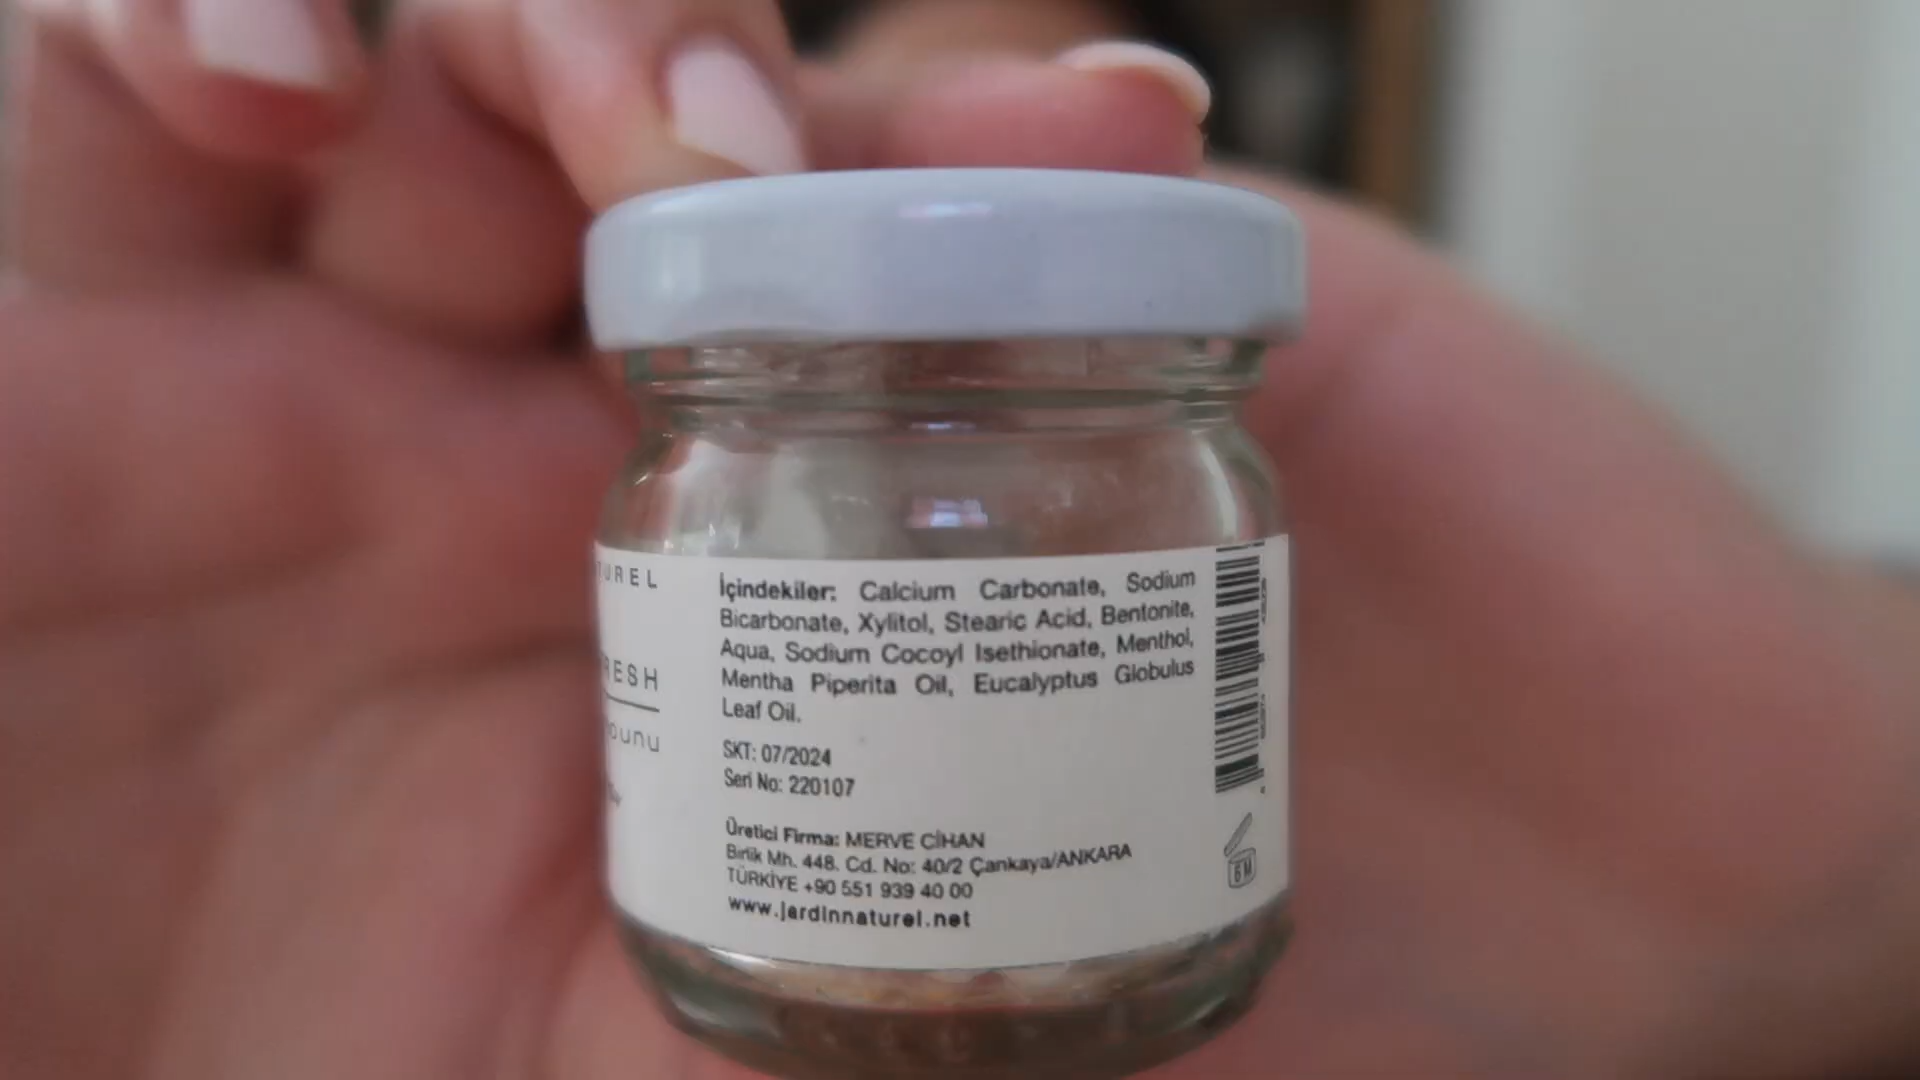 TUREL
RESH
İçindekiler: Calcium Carbonate, Sodium
Bicarbonate, Xylitol, Stearic Acid, Bentonite,
Aqua, Sodium Cocoyl Isethionate, Menthol,
Mentha Piperita Oil, Eucalyptus Globulus
Leaf Oil.
SKT: 07/2024
Seri No: 220107
Üretici Firma: MERVE CİHAN
Birlik Mh. 448. Cd. No: 40/2 Çankaya/ANKARA
TÜRKİYE +90 551 939 40 00
www.jardinnaturel.net
6 M